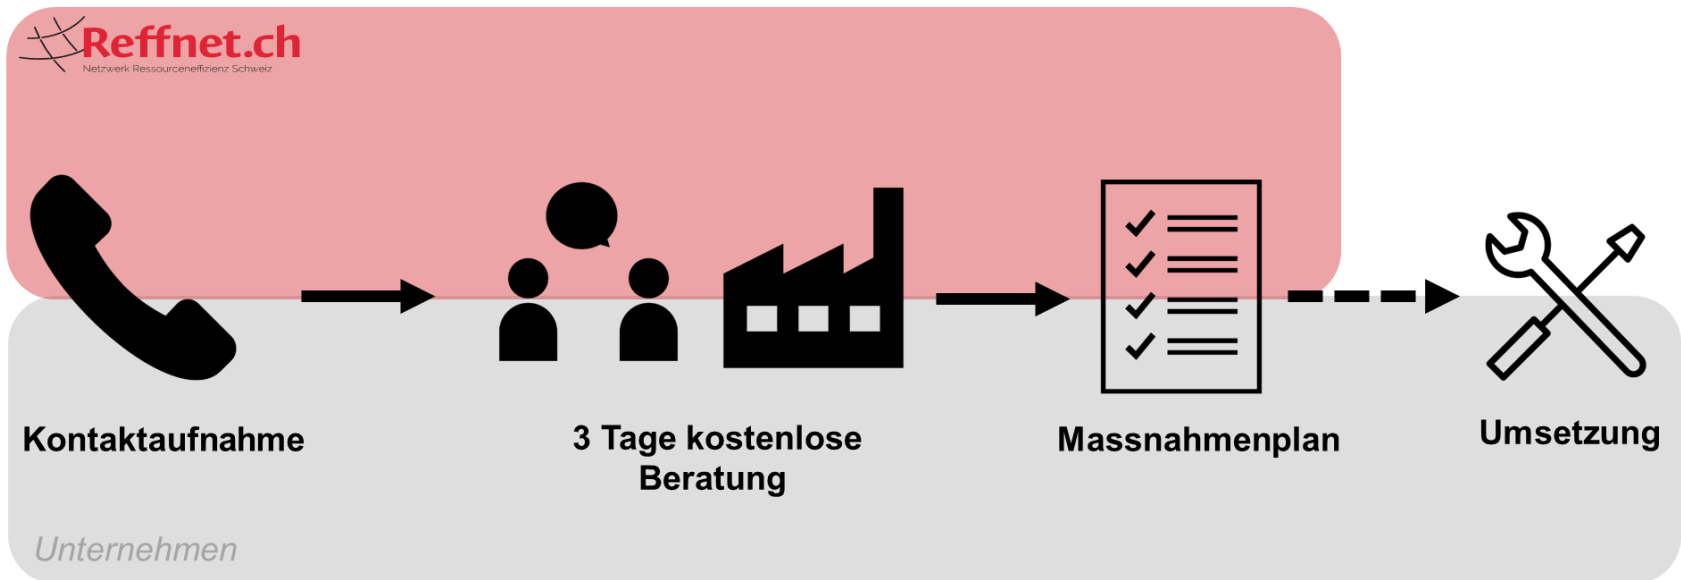 Reffnet.ch
Netzwerk Ressourceneffizienz Schweiz
Kontaktaufnahme
3 Tage kostenlose
Beratung
Massnahmenplan
Umsetzung
Unternehmen